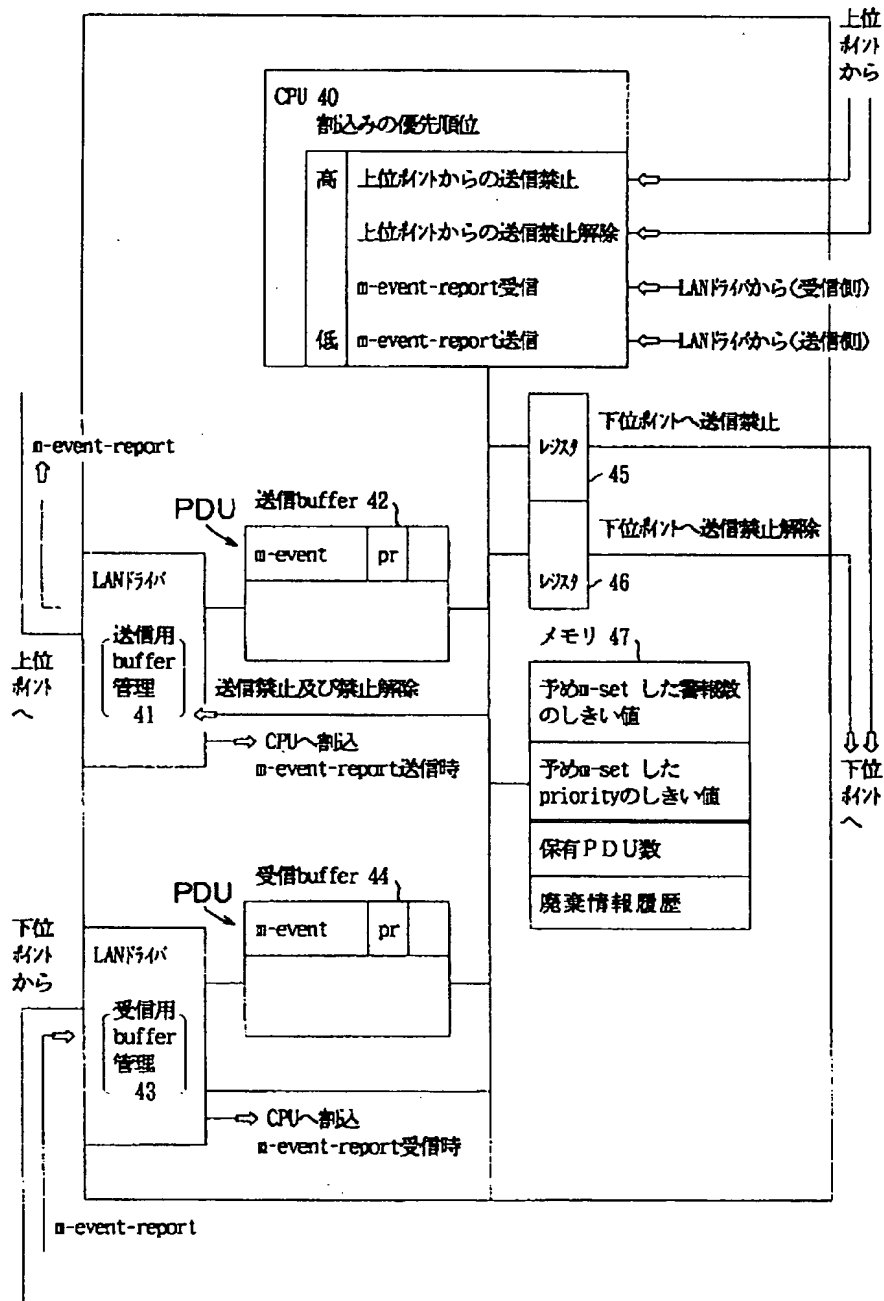 上位
ポイント
から
CPU 40
割込みの優先順位
高
上位ポイントからの送信禁止
上位ポイントからの送信禁止解除
m-event-report受信
LANドライバから(受信側)
低
m-event-report送信
LANドライバから(送信側)
m-event-report
PDU
送信buffer 42
m-event
pr
LANドライバ
送信用
buffer
管理
41
上位
ポイント
へ
送信禁止及び禁止解除
CPUへ割込
m-event-report送信時
レジスタ
45
下位ポイントへ送信禁止
レジスタ
46
下位ポイントへ送信禁止解除
メモリ 47
予めm-set した警報数
のしきい値
予めm-set した
priorityのしきい値
保有PDU数
廃棄情報履歴
下位
ポイント
へ
PDU
受信buffer 44
m-event
pr
下位
ポイント
から
LANドライバ
受信用
buffer
管理
43
CPUへ割込
m-event-report受信時
m-event-report